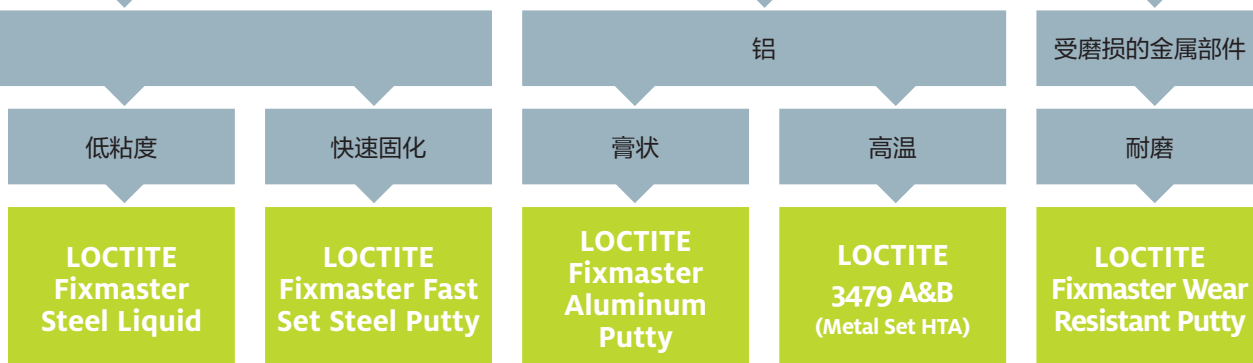 铝
受磨损的金属部件
低粘度
快速固化
膏状
高温
耐磨
LOCTITE
Fixmaster
Steel Liquid
LOCTITE
Fixmaster Fast
Set Steel Putty
LOCTITE
Fixmaster
Aluminum
Putty
LOCTITE
3479 A&B
(Metal Set HTA)
LOCTITE
Fixmaster Wear
Resistant Putty